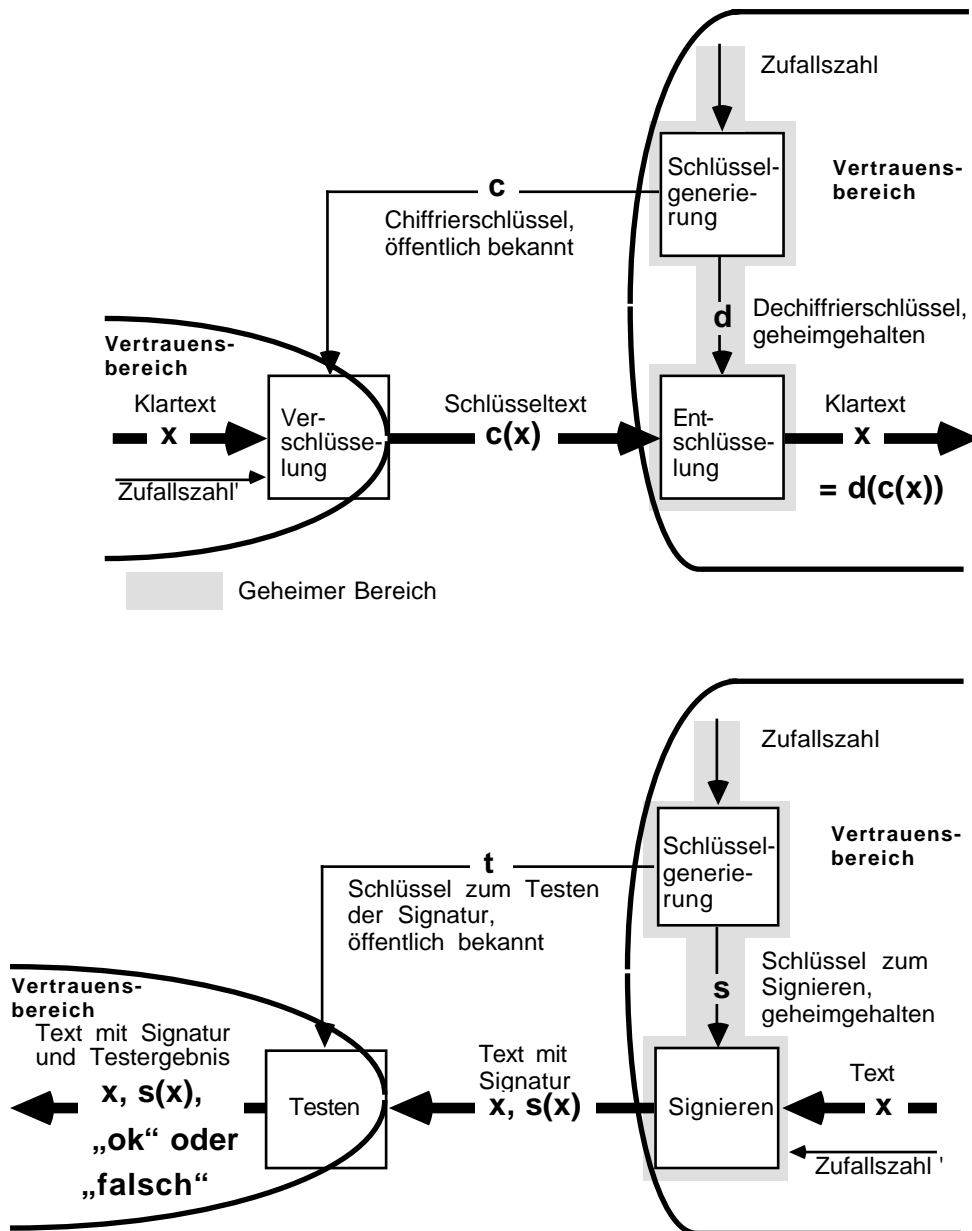 Zufallszahl
Schlüssel-
generie-
rung
Vertrauens-
bereich
c
Chiffrierschlüssel,
öffentlich bekannt
d
Dechiffrierschlüssel,
geheimgehalten
Vertrauens-
bereich
Klartext
x
Zufallszahl'
Ver-
schlüsse-
lung
Schlüsseltext
c(x)
Ent-
schlüsse-
lung
Klartext
x
= d(c(x))
Geheimer Bereich
Zufallszahl
Schlüssel-
generie-
rung
Vertrauens-
bereich
t
Schlüssel zum Testen
der Signatur,
öffentlich bekannt
s
Schlüssel zum
Signieren,
geheimgehalten
Vertrauens-
bereich
Text mit Signatur
und Testergebnis
x, s(x),
„ok“ oder
„falsch“
Testen
Text mit
Signatur
x, s(x)
Signieren
Text
x
Zufallszahl '